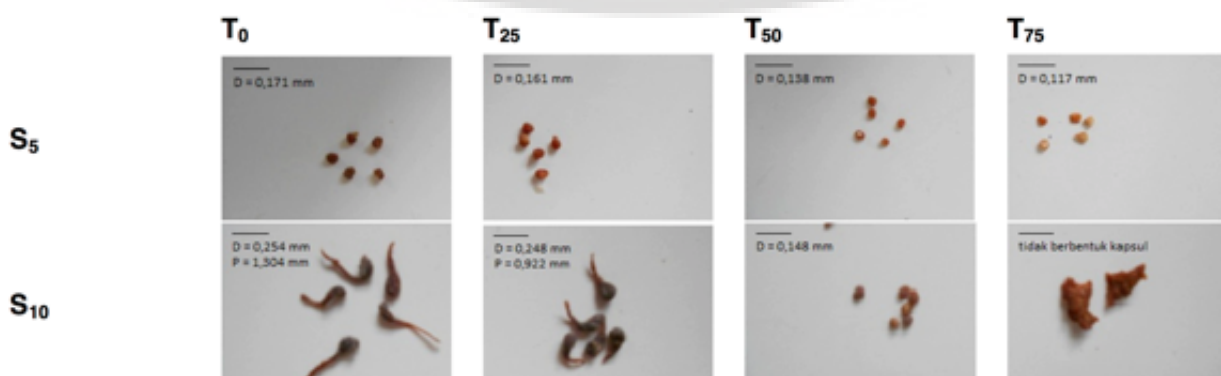 T0 T25 T50 T75
S5
D = 0,171 mm D = 0,161 mm D = 0,138 mm D = 0,117 mm
S10
D = 0,254 mm D = 0,248 mm D = 0,148 mm tidak berbentuk kapsul
P = 1,304 mm P = 0,922 mm